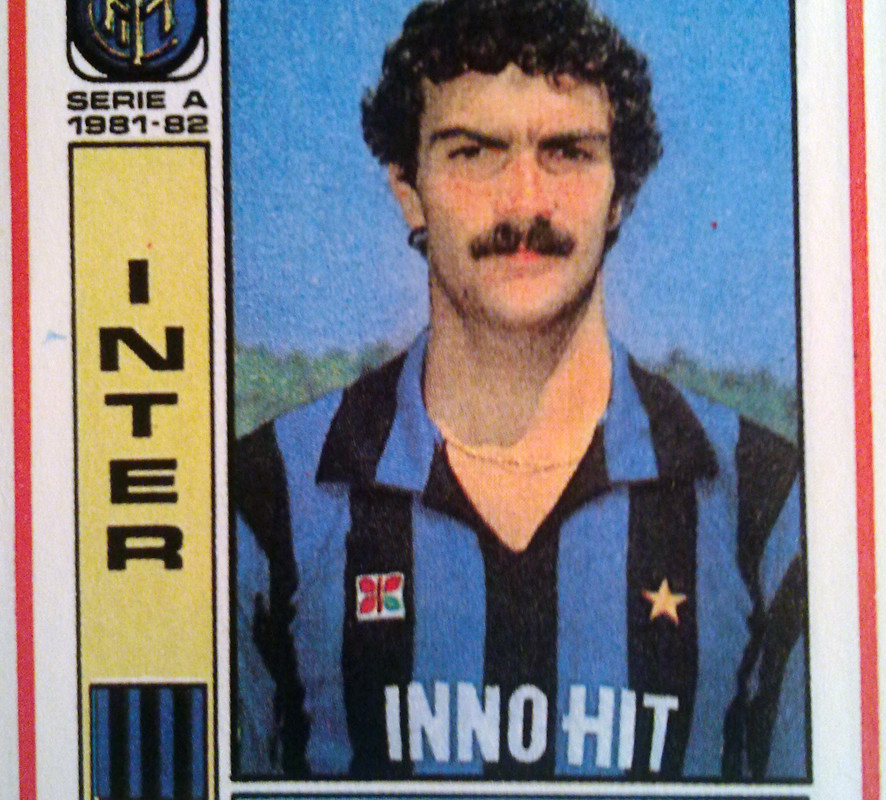 SERIE A
1981-82
INTER
INNO-HIT